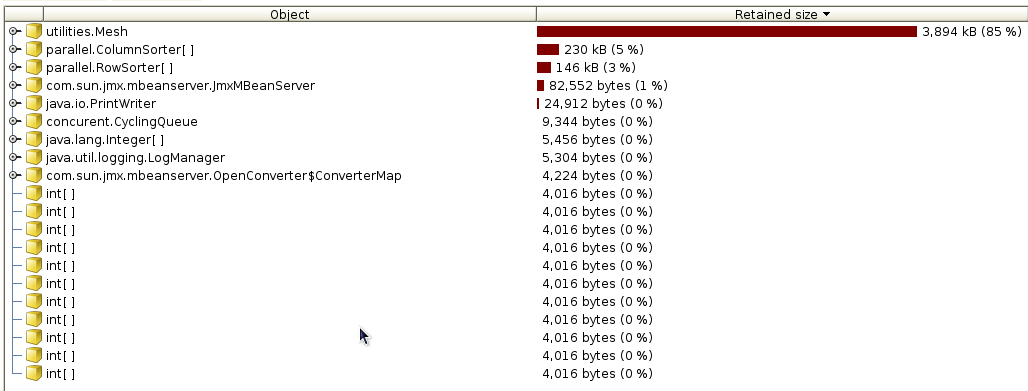 Object Retained size
utilities.Mesh 3,894 kB (85 %)
parallel.ColumnSorter[ ] 230 kB (5 %)
parallel.RowSorter[ ] 146 kB (3 %)
com.sun.jmx.mbeanserver.JmxMBeanServer 82,552 bytes (1 %)
java.io.PrintWriter 24,912 bytes (0 %)
concurent.CyclingQueue 9,344 bytes (0 %)
java.lang.Integer[ ] 5,456 bytes (0 %)
java.util.logging.LogManager 5,304 bytes (0 %)
com.sun.jmx.mbeanserver.OpenConverter$ConverterMap 4,224 bytes (0 %)
int[ ] 4,016 bytes (0 %)
int[ ] 4,016 bytes (0 %)
int[ ] 4,016 bytes (0 %)
int[ ] 4,016 bytes (0 %)
int[ ] 4,016 bytes (0 %)
int[ ] 4,016 bytes (0 %)
int[ ] 4,016 bytes (0 %)
int[ ] 4,016 bytes (0 %)
int[ ] 4,016 bytes (0 %)
int[ ] 4,016 bytes (0 %)
int[ ] 4,016 bytes (0 %)